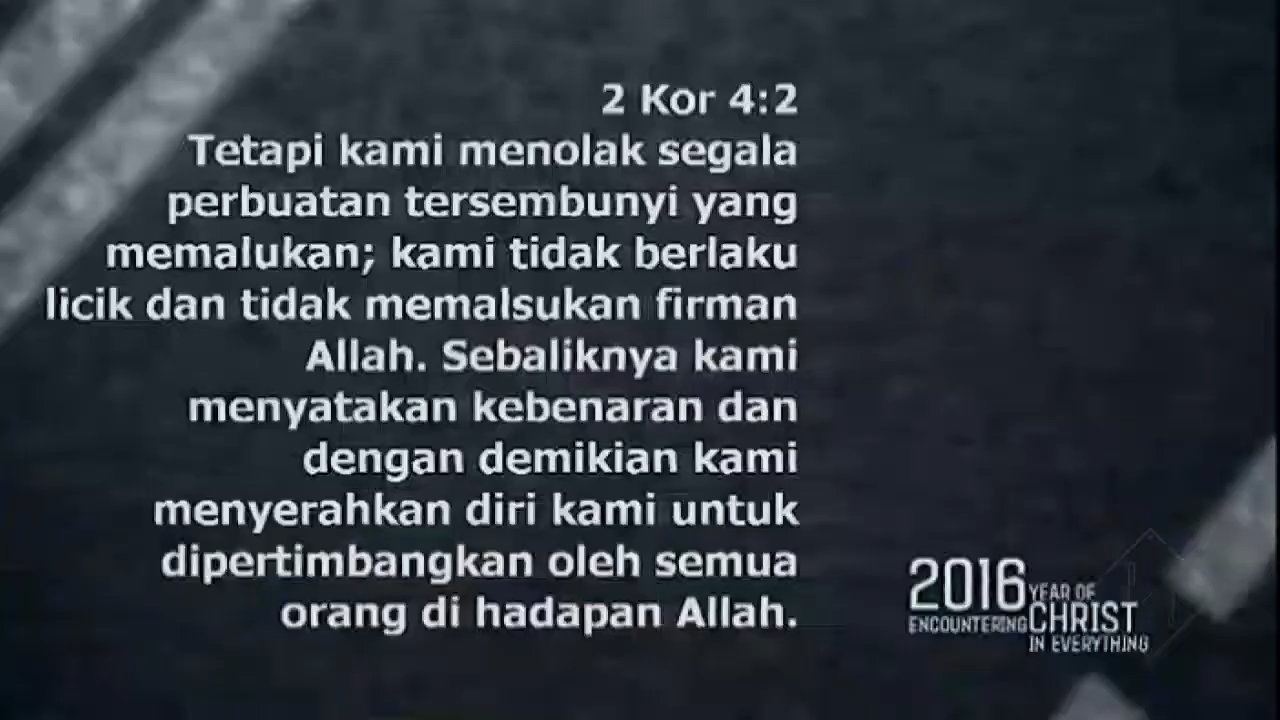 2 Kor 4:2
Tetapi kami menolak segala
perbuatan tersembunyi yang
memalukan; kami tidak berlaku
licik dan tidak memalsukan firman
Allah. Sebaliknya kami
menyatakan kebenaran dan
dengan demikian kami
menyerahkan diri kami untuk
dipertimbangkan oleh semua
orang di hadapan Allah.
2016 YEAR OF
ENCOUNTERING CHRIST
IN EVERYTHING